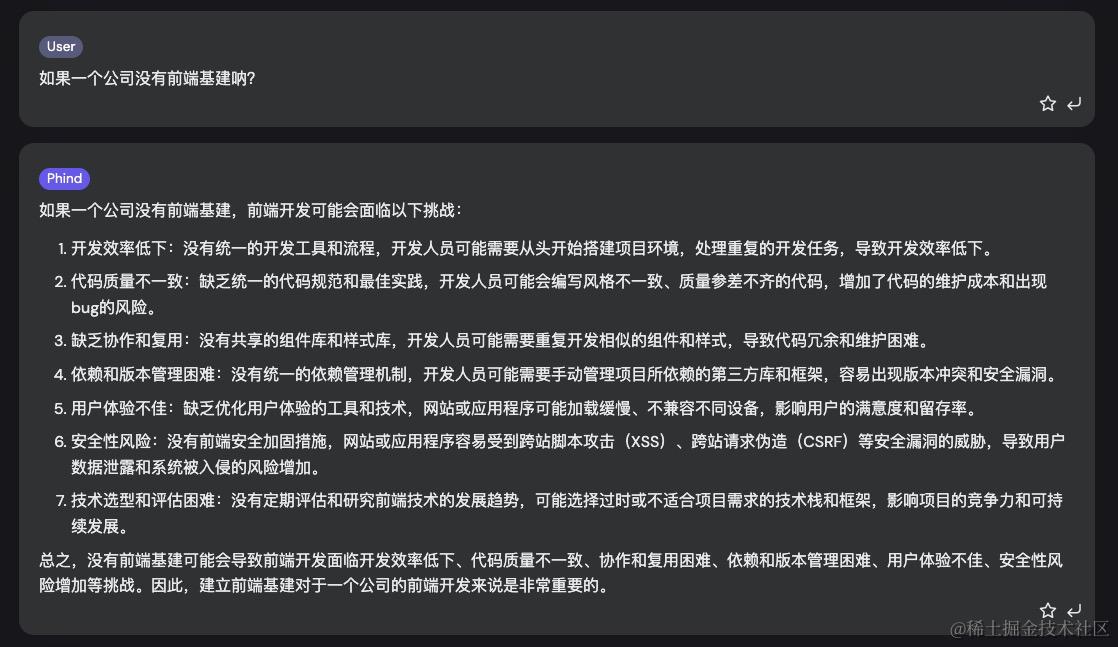 User
如果一个公司没有前端基建呐?
Phind
如果一个公司没有前端基建，前端开发可能会面临以下挑战：
1. 开发效率低下：没有统一的开发工具和流程，开发人员可能需要从头开始搭建项目环境，处理重复的开发任务，导致开发效率低下。
2. 代码质量不一致：缺乏统一的代码规范和最佳实践，开发人员可能会编写风格不一致、质量参差不齐的代码，增加了代码的维护成本和出现
bug的风险。
3. 缺乏协作和复用：没有共享的组件库和样式库，开发人员可能需要重复开发相似的组件和样式，导致代码冗余和维护困难。
4. 依赖和版本管理困难：没有统一的依赖管理机制，开发人员可能需要手动管理项目所依赖的第三方库和框架，容易出现版本冲突和安全漏洞。
5. 用户体验不佳：缺乏优化用户体验的工具和技术，网站或应用程序可能加载缓慢、不兼容不同设备，影响用户的满意度和留存率。
6. 安全性风险：没有前端安全加固措施，网站或应用程序容易受到跨站脚本攻击（XSS）、跨站请求伪造（CSRF）等安全漏洞的威胁，导致用户
数据泄露和系统被入侵的风险增加。
7. 技术选型和评估困难：没有定期评估和研究前端技术的发展趋势，可能选择过时或不适合项目需求的技术栈和框架，影响项目的竞争力和可持
续发展。
总之，没有前端基建可能会导致前端开发面临开发效率低下、代码质量不一致、协作和复用困难、依赖和版本管理困难、用户体验不佳、安全性风
险增加等挑战。因此，建立前端基建对于一个公司的前端开发来说是非常重要的。
@稀土掘金技术社区